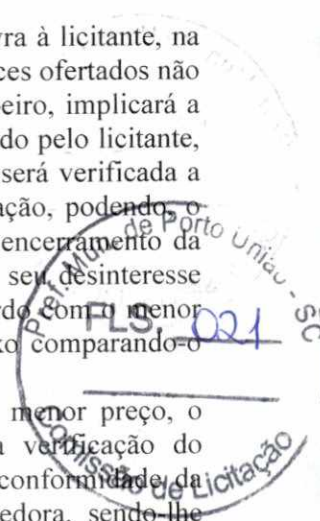 vra à licitante, na
ces ofertados não
eiro, implicará a
do pelo licitante,
será verificada a
ação, podendo, o
encerramento da
seu desinteresse
rdo com o menor
xo comparando-o
menor preço, o
a verificação do
conformidade da
edora, sendo-lhe
Pref. Mun. de Porto União - SC
FLS. 021
Comissão de Licitação